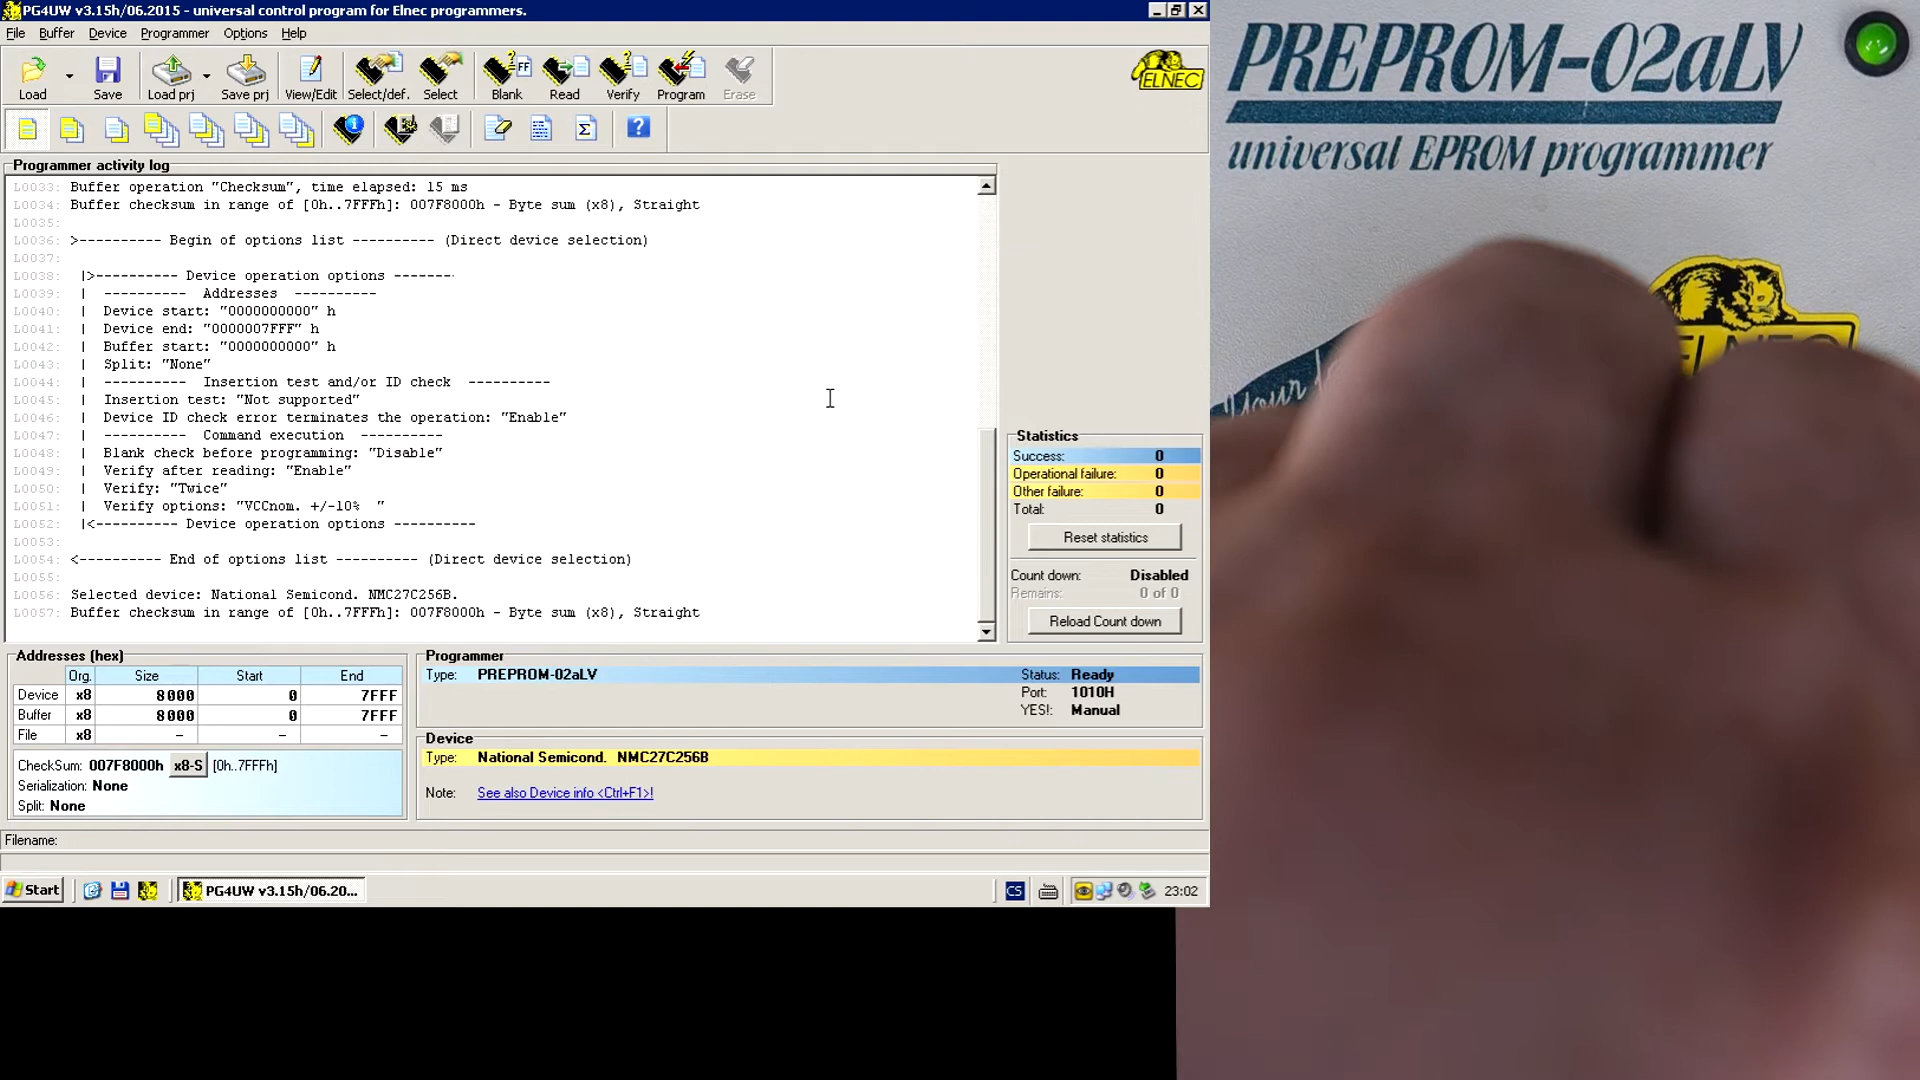 PG4UW v3.15h/06.2015 - universal control program for Elnec programmers.
File Buffer Device Programmer Options Help
Load Save Load prj Save prj View/Edit Select/def. Select Blank Read Verify Program Erase
ELNEC
Programmer activity log
L0033: Buffer operation "Checksum", time elapsed: 15 ms
L0034: Buffer checksum in range of [0h..7FFFh]: 007F8000h - Byte sum (x8), Straight
L0035:
L0036: >---------- Begin of options list ---------- (Direct device selection)
L0037:
L0038: |>---------- Device operation options -------
L0039: | ---------- Addresses ----------
L0040: | Device start: "0000000000" h
L0041: | Device end: "0000007FFF" h
L0042: | Buffer start: "0000000000" h
L0043: | Split: "None"
L0044: | ---------- Insertion test and/or ID check ----------
L0045: | Insertion test: "Not supported"
L0046: | Device ID check error terminates the operation: "Enable"
L0047: | ---------- Command execution ----------
L0048: | Blank check before programming: "Disable"
L0049: | Verify after reading: "Enable"
L0050: | Verify: "Twice"
L0051: | Verify options: "VCCnom. +/-10% "
L0052: |<---------- Device operation options ----------
L0053:
L0054: <---------- End of options list ---------- (Direct device selection)
L0055:
L0056: Selected device: National Semicond. NMC27C256B.
L0057: Buffer checksum in range of [0h..7FFFh]: 007F8000h - Byte sum (x8), Straight
Statistics
Success: 0
Operational failure: 0
Other failure: 0
Total: 0
Reset statistics
Count down: Disabled
Remains: 0 of 0
Reload Count down
Addresses (hex)
Org. Size Start End
Device x8 8000 0 7FFF
Buffer x8 8000 0 7FFF
File x8 - - -
CheckSum: 007F8000h x8-S [0h..7FFFh]
Serialization: None
Split: None
Programmer
Type: PREPROM-02aLV Status: Ready
Port: 1010H
YES!: Manual
Device
Type: National Semicond. NMC27C256B
Note: See also Device info <Ctrl+F1>!
Filename:
Start PG4UW v3.15h/06.20... CS 23:02
PREPROM-02aLV
universal EPROM programmer
ELNEC
Your